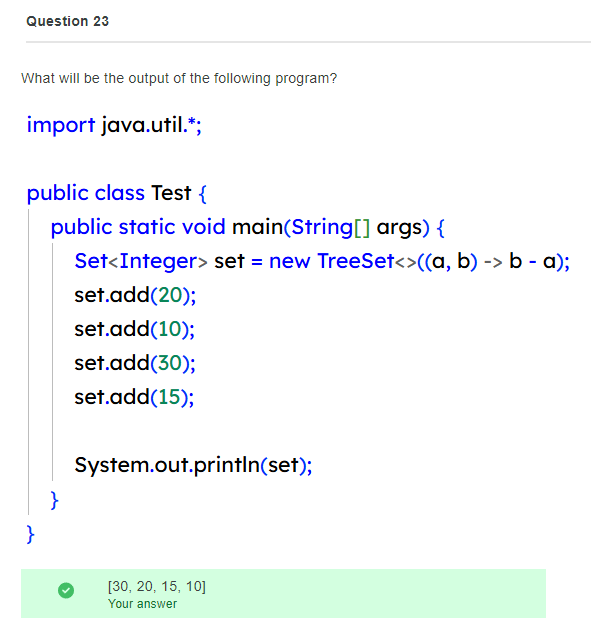 Question 23
What will be the output of the following program?
import java.util.*;
public class Test {
public static void main(String[] args) {
Set<Integer> set = new TreeSet<>((a, b) -> b - a);
set.add(20);
set.add(10);
set.add(30);
set.add(15);
System.out.println(set);
}
}
[30, 20, 15, 10]
Your answer